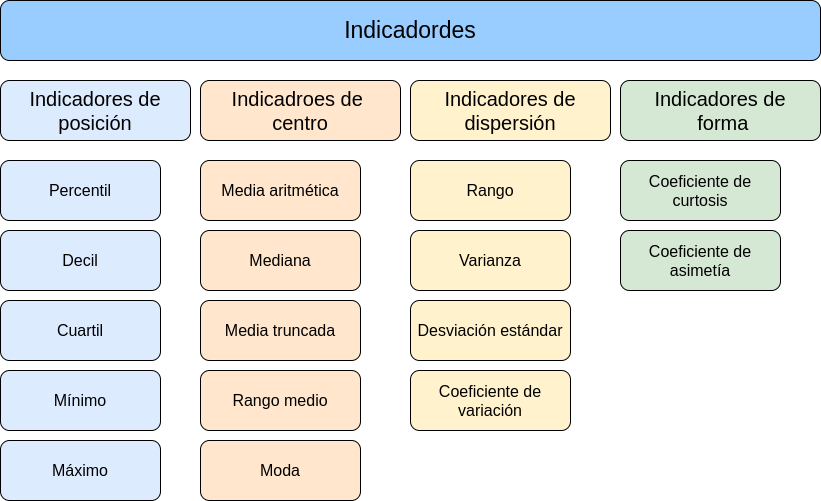 Indicadordes
Indicadores de
posición
Indicadroes de
centro
Indicadores de
dispersión
Indicadores de
forma
Percentil
Media aritmética
Rango
Coeficiente de
curtosis
Decil
Mediana
Varianza
Coeficiente de
asimetía
Cuartil
Media truncada
Desviación estándar
Mínimo
Rango medio
Coeficiente de
variación
Máximo
Moda